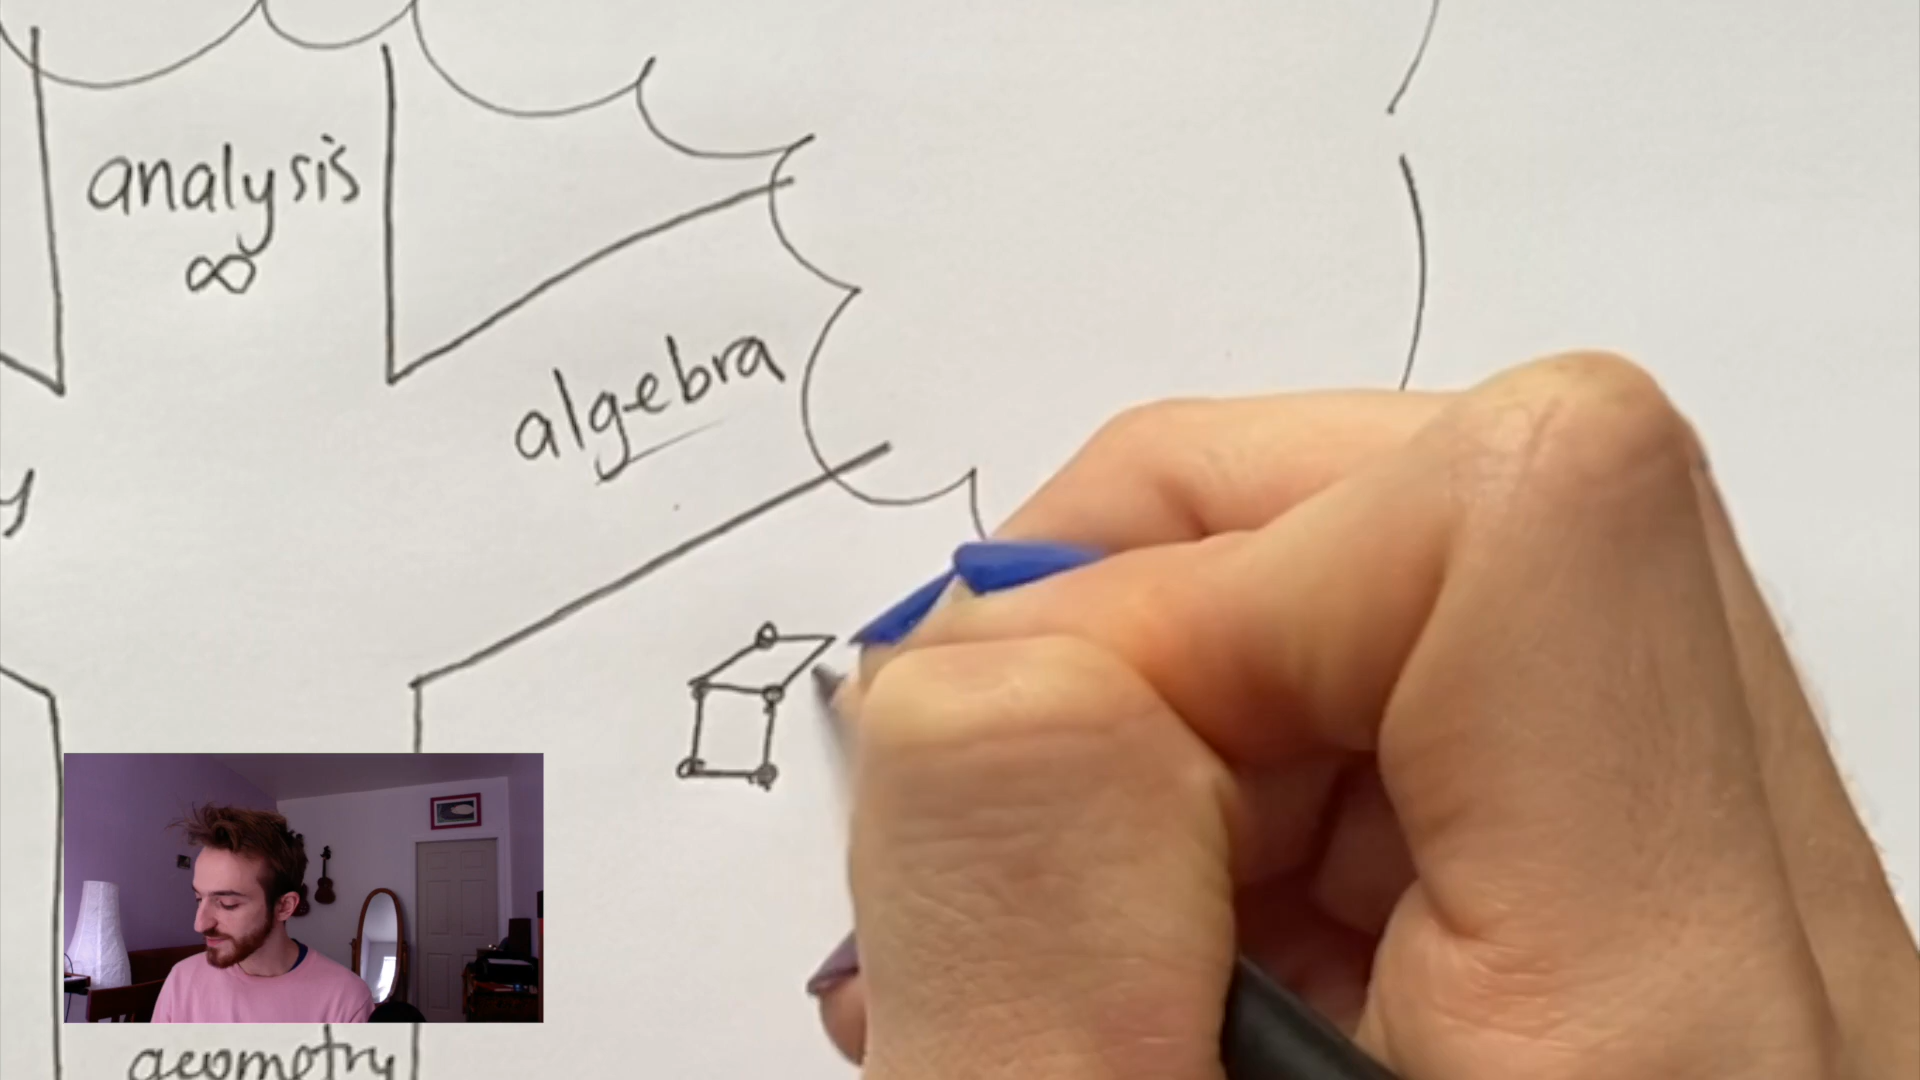 analysis
∞
algebra
y
geometry